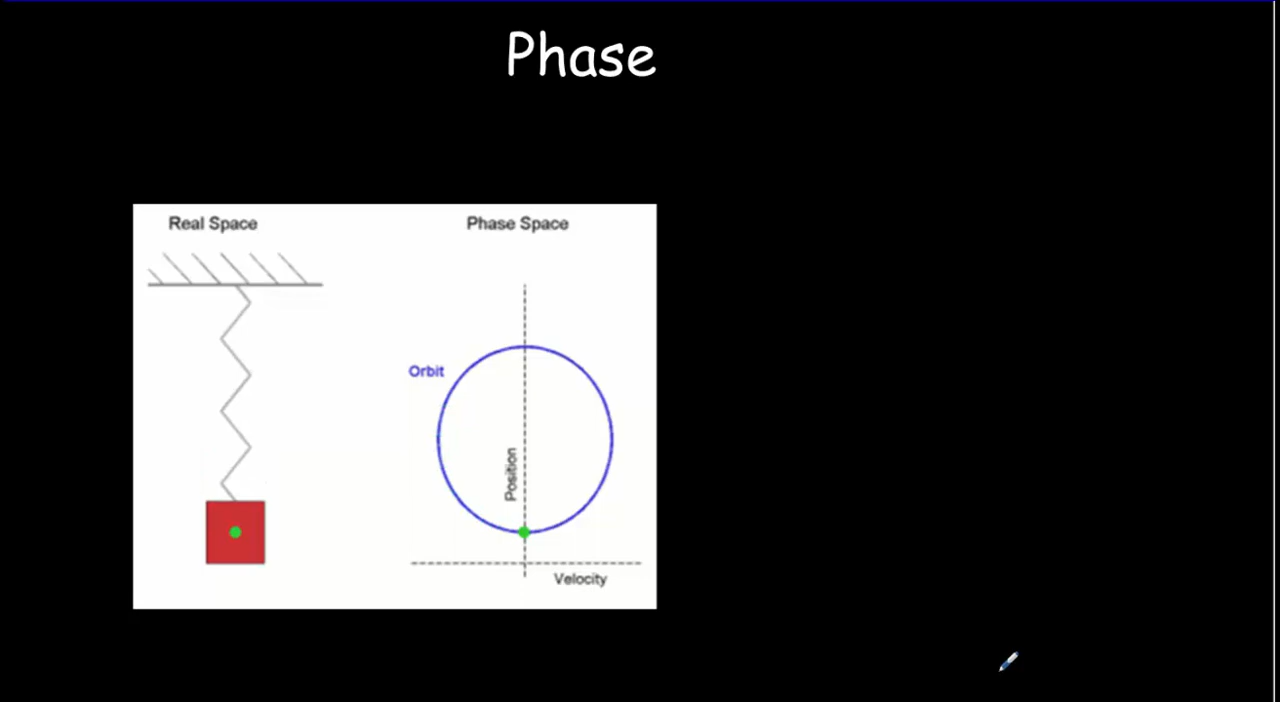 Phase
Real Space
Phase Space
Orbit
Position
Velocity